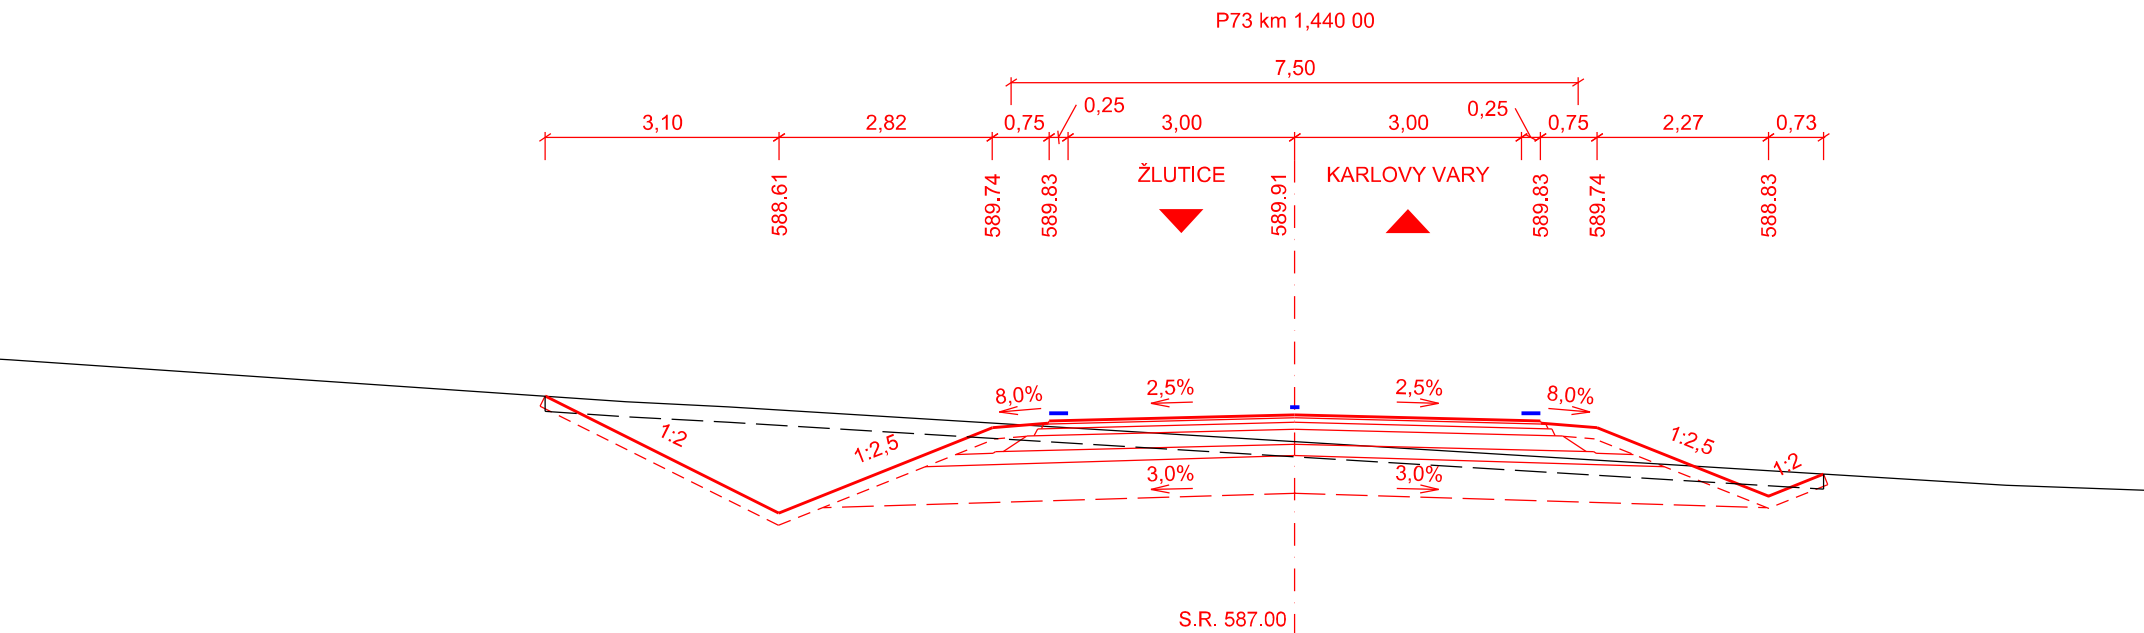 P73 km 1,440 00
7,50
0,25 0,25
3,10 2,82 0,75 3,00 3,00 0,75 2,27 0,73
ŽLUTICE KARLOVY VARY
588.61 589.74 589.83 589.91 589.83 589.74 588.83
8,0% 2,5% 2,5% 8,0%
1:2 1:2,5 1:2,5 1:2
3,0% 3,0%
S.R. 587.00